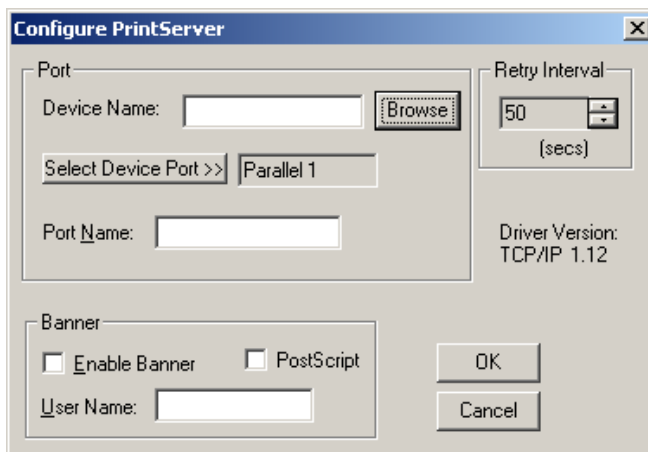 Configure PrintServer
Port
Device Name:
Browse
Select Device Port >>
Parallel 1
Port Name:
Retry Interval
50
(secs)
Driver Version:
TCP/IP 1.12
Banner
Enable Banner
PostScript
User Name:
OK
Cancel